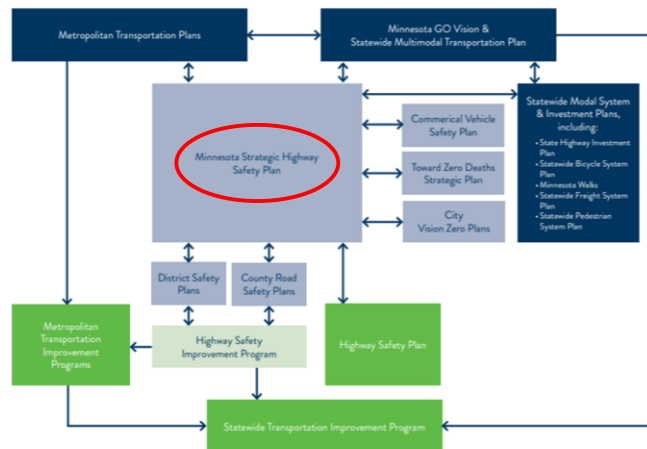 Metropolitan Transportation Plans
Minnesota GO Vision &
Statewide Multimodal Transportation Plan
Minnesota Strategic Highway
Safety Plan
Commerical Vehicle
Safety Plan
Toward Zero Deaths
Strategic Plan
City
Vision Zero Plans
Statewide Modal System
& Investment Plans,
including:
• State Highway Investment
Plan
• Statewide Bicycle System
Plan
• Minnesota Walks
• Statewide Freight System
Plan
• Statewide Pedestrian
System Plan
District Safety
Plans
County Road
Safety Plans
Metropolitan
Transportation
Improvement
Programs
Highway Safety
Improvement Program
Highway Safety Plan
Statewide Transportation Improvement Program